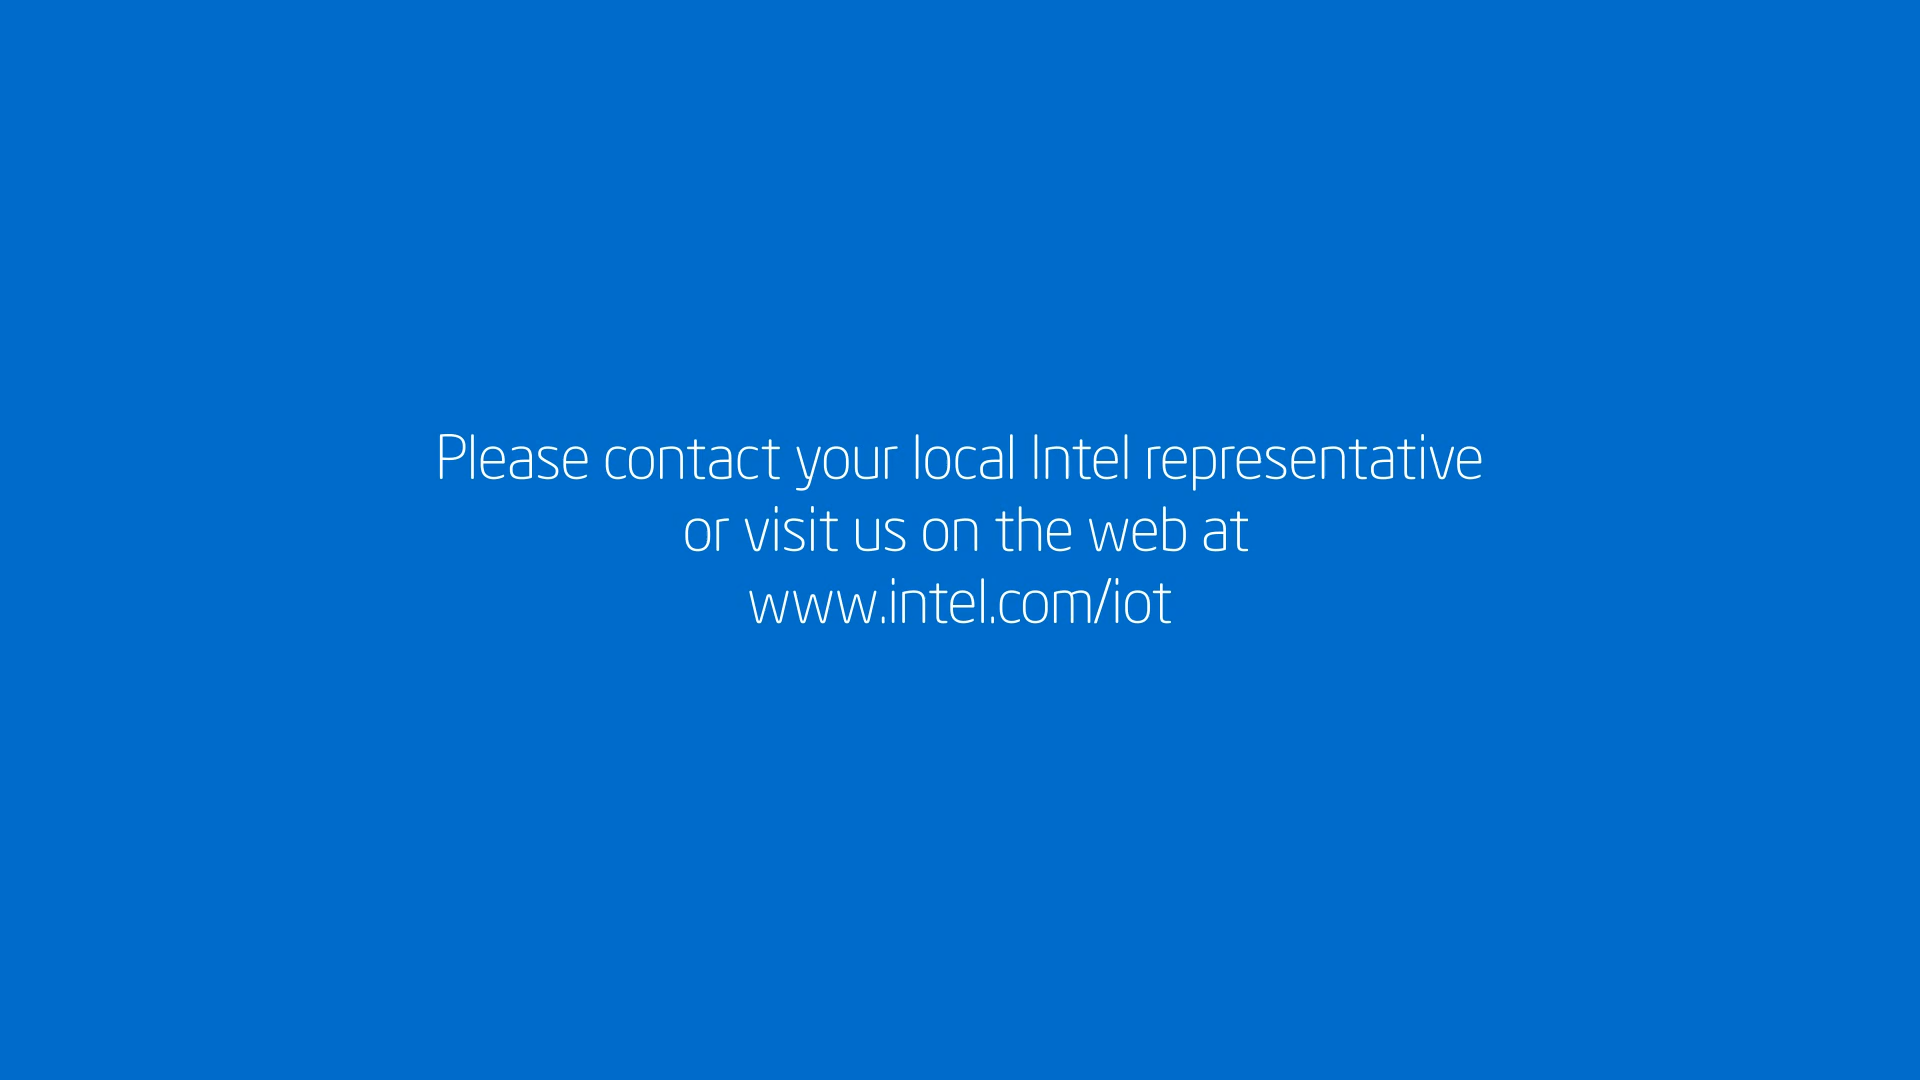 Please contact your local Intel representative
or visit us on the web at
www.intel.com/iot